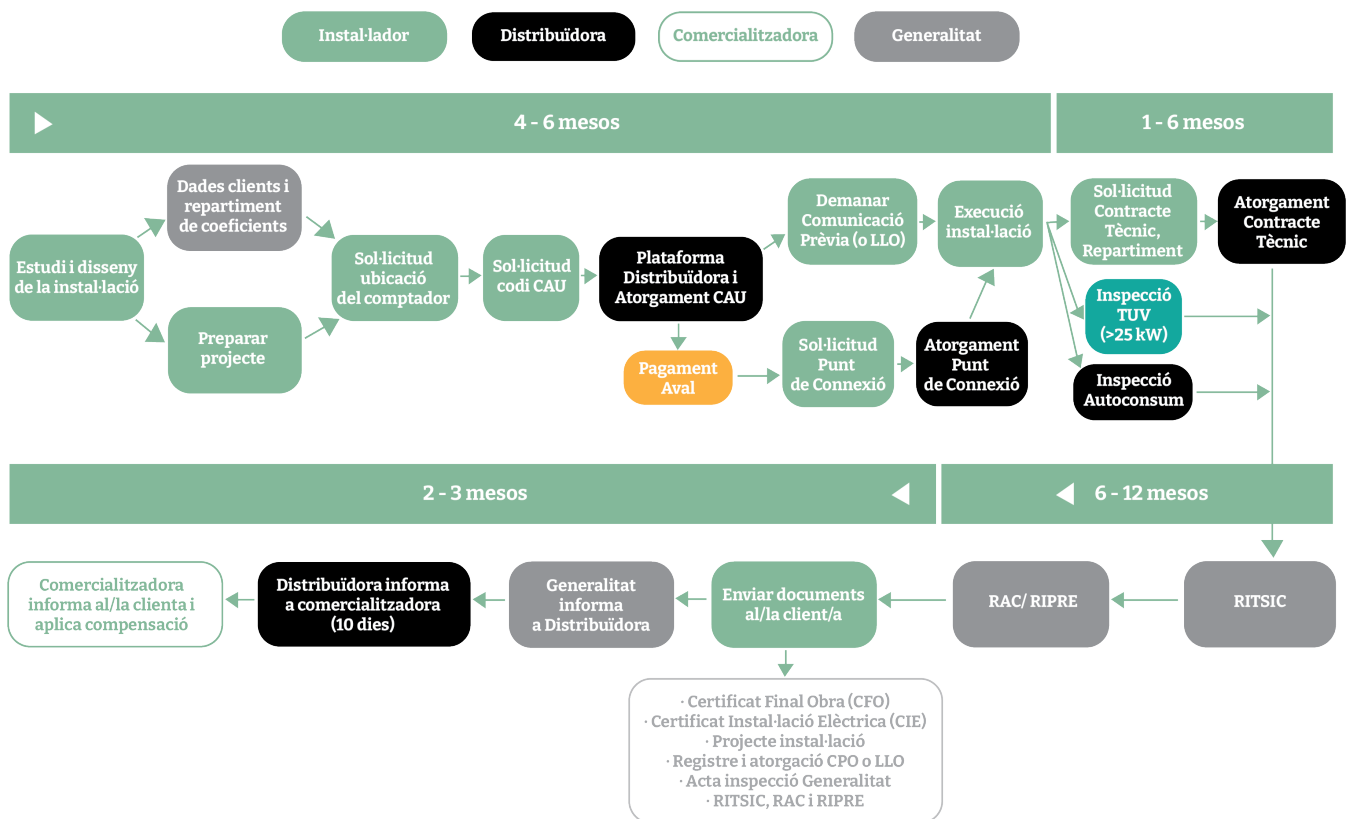 Instal·lador
Distribuïdora
Comercialitzadora
Generalitat
4 - 6 mesos
1 - 6 mesos
Estudi i disseny
de la instal·lació
Dades clients i
repartiment
de coeficients
Preparar
projecte
Sol·licitud
ubicació
del comptador
Sol·licitud
codi CAU
Plataforma
Distribuïdora i
Atorgament CAU
Pagament
Aval
Demanar
Comunicació
Prèvia (o LLO)
Sol·licitud
Punt
de Connexió
Atorgament
Punt
de Connexió
Execució
instal·lació
Sol·licitud
Contracte
Tècnic,
Repartiment
Atorgament
Contracte
Tècnic
Inspecció
TUV
(>25 kW)
Inspecció
Autoconsum
2 - 3 mesos
6 - 12 mesos
Comercialitzadora
informa al/la clienta i
aplica compensació
Distribuïdora informa
a comercialitzadora
(10 dies)
Generalitat
informa
a Distribuïdora
Enviar documents
al/la client/a
RAC/ RIPRE
RITSIC
· Certificat Final Obra (CFO)
· Certificat Instal·lació Elèctrica (CIE)
· Projecte instal·lació
· Registre i atorgació CPO o LLO
· Acta inspecció Generalitat
· RITSIC, RAC i RIPRE